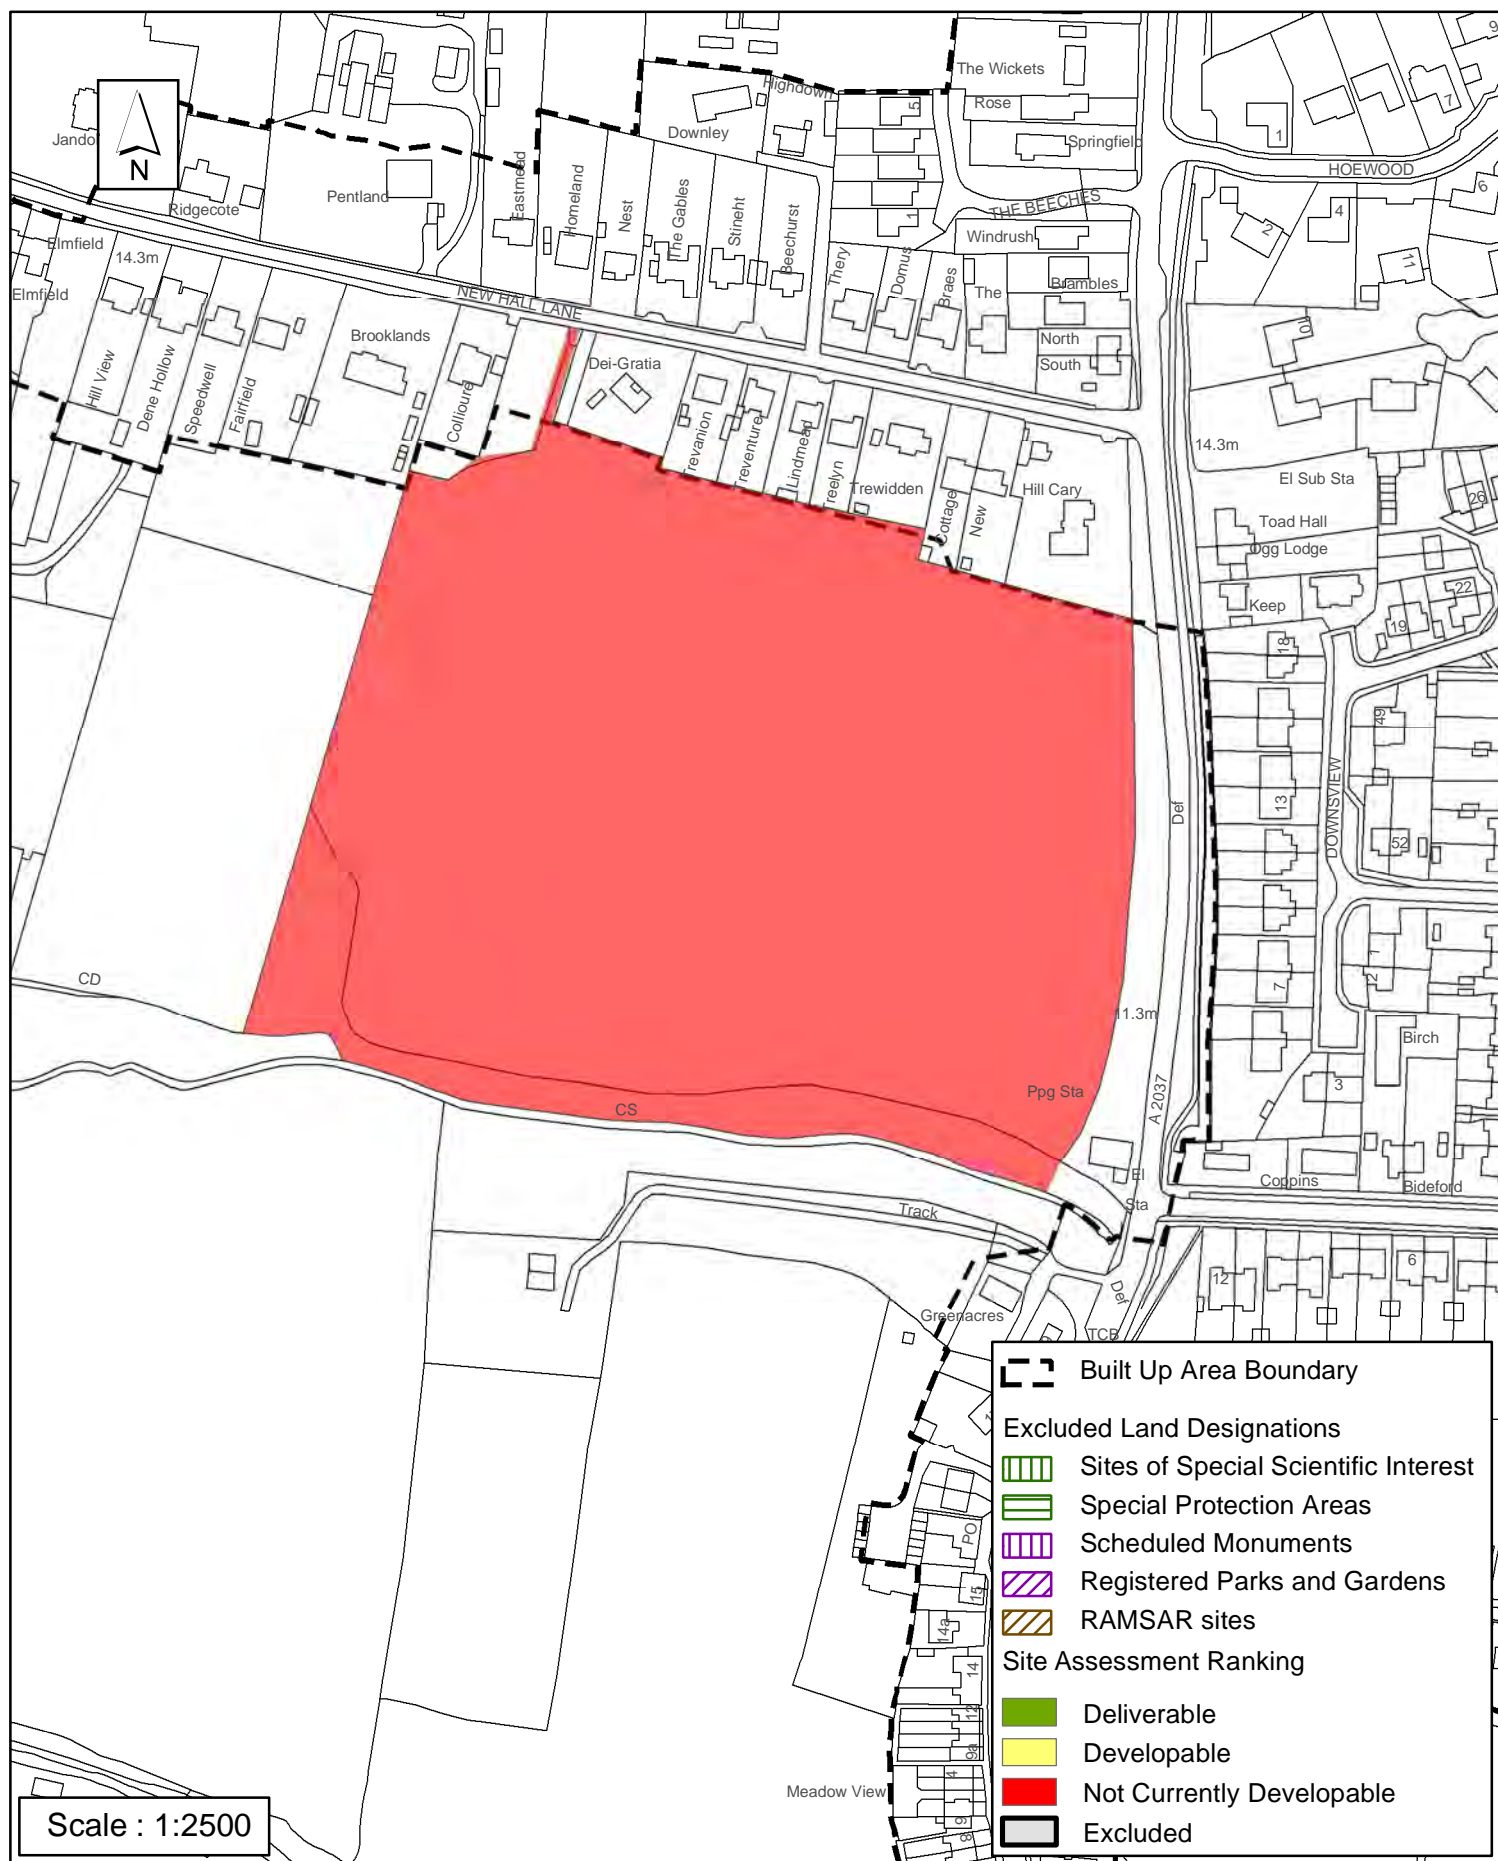 The Wickets
Highdown
5
Rose
9
7
Jando
N
Downley
Springfield
1
HOEWOOD
Ridgecote
Pentland
Eastmead
Homeland
Nest
The Gables
Stineht
Beechurst
1
THE BEECHES
Windrush
2
4
6
Elmfield
14.3m
Elmfield
NEW HALL LANE
Thery
Domus
Braes
The
Brambles
11
Brooklands
Dei-Gratia
North
South
10
Hill View
Dene Hollow
Speedwell
Fairfield
Collioure
Trevanion
Treventure
Lindmead
Treelyn
Trewidden
Cottage
New
Hill Cary
14.3m
El Sub Sta
26
Toad Hall
Ogg Lodge
Keep
22
19
18
49
Def
13
DOWNSVIEW
52
CD
7
1
2
11.3m
Birch
Ppg Sta
A 2037
3
CS
El
Sta
Coppins
Bideford
Track
12
6
Def
Greenacres
TCB
PO
15
14a
14
12
9a
4
Meadow View
9
8
Built Up Area Boundary
Excluded Land Designations
Sites of Special Scientific Interest
Special Protection Areas
Scheduled Monuments
Registered Parks and Gardens
RAMSAR sites
Site Assessment Ranking
Deliverable
Developable
Not Currently Developable
Excluded
Scale : 1:2500